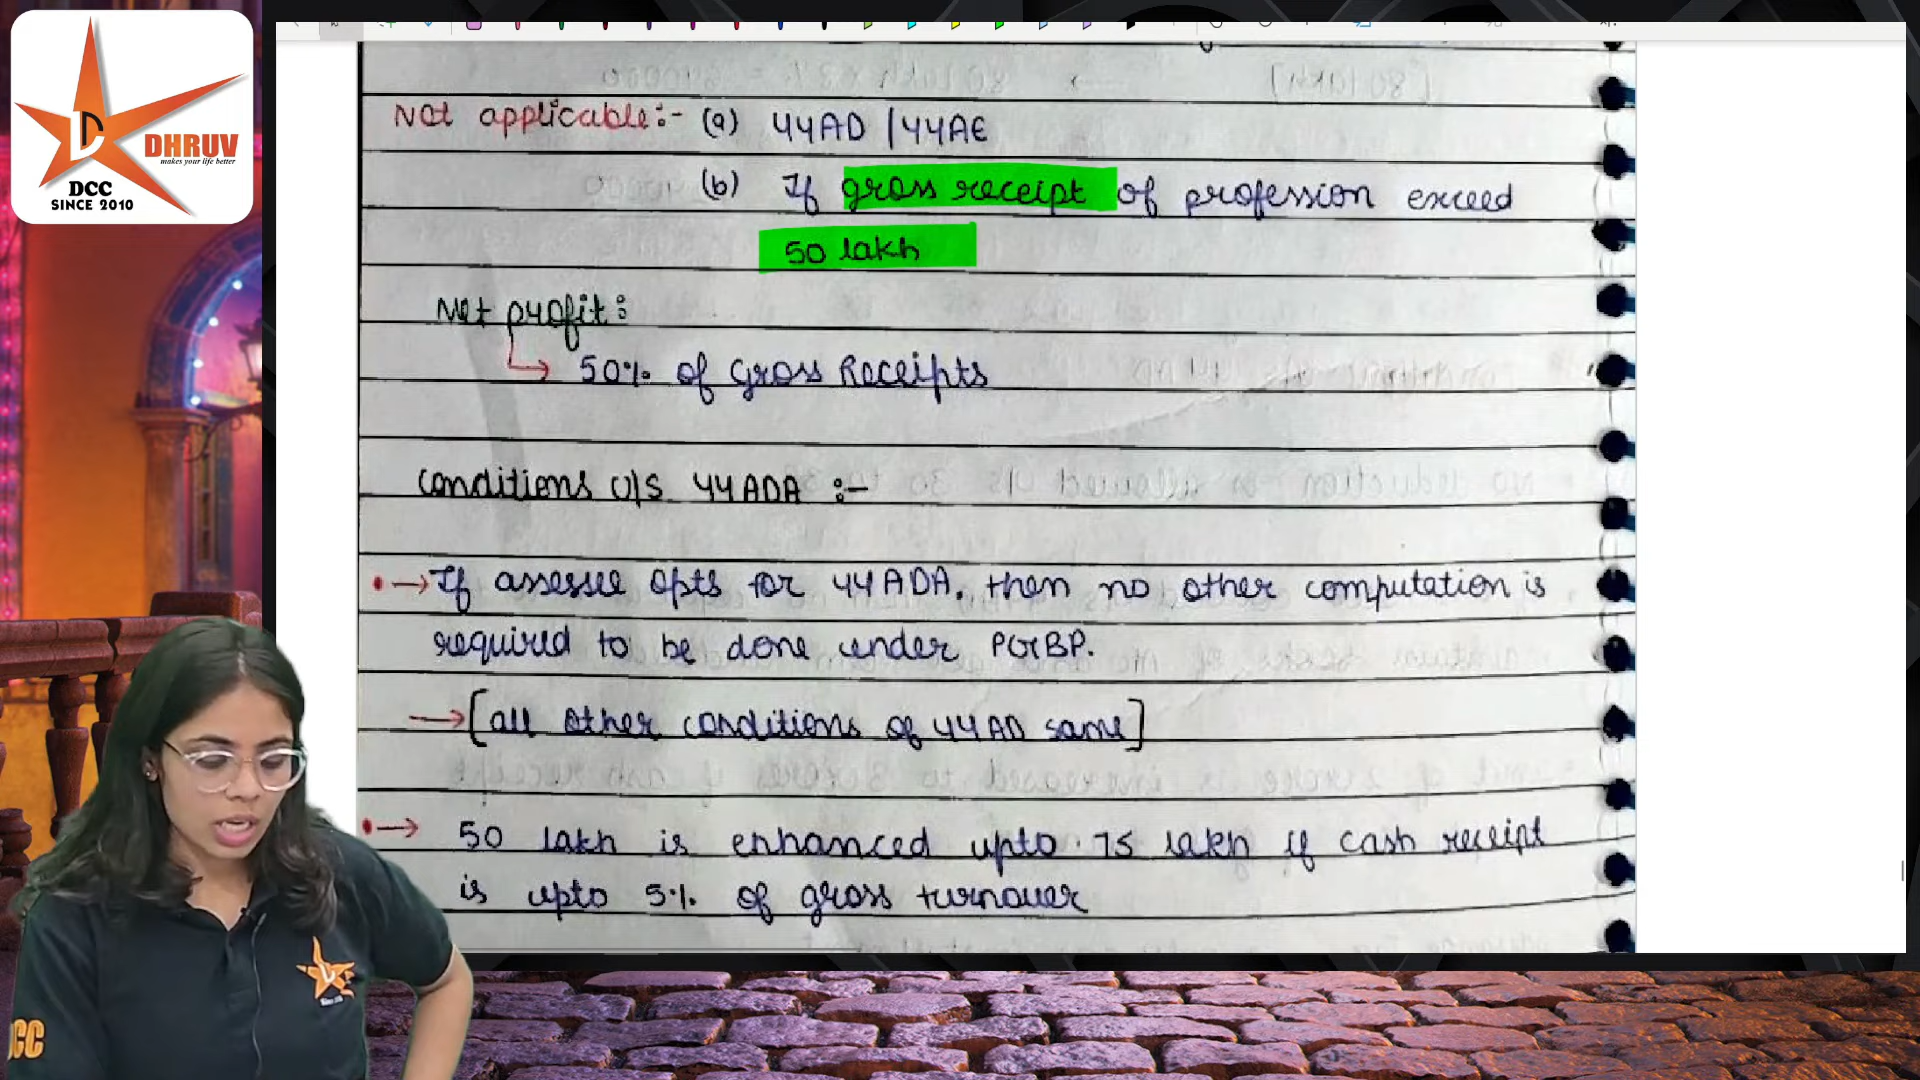 DHRUV
makes your life better
DCC
SINCE 2010
Not applicable:- (a) 44AD / 44AE
(b) If gross receipt of profession exceed
50 lakh
Net profit:
50% of Gross Receipts
Conditions U/S 44ADA :-
• → If assessee opts for 44ADA, then no other computation is
required to be done under PGBP.
→ [all other conditions of 44AD same]
• → 50 lakh is enhanced upto 75 lakh if cash receipt
is upto 5% of gross turnover
DCC